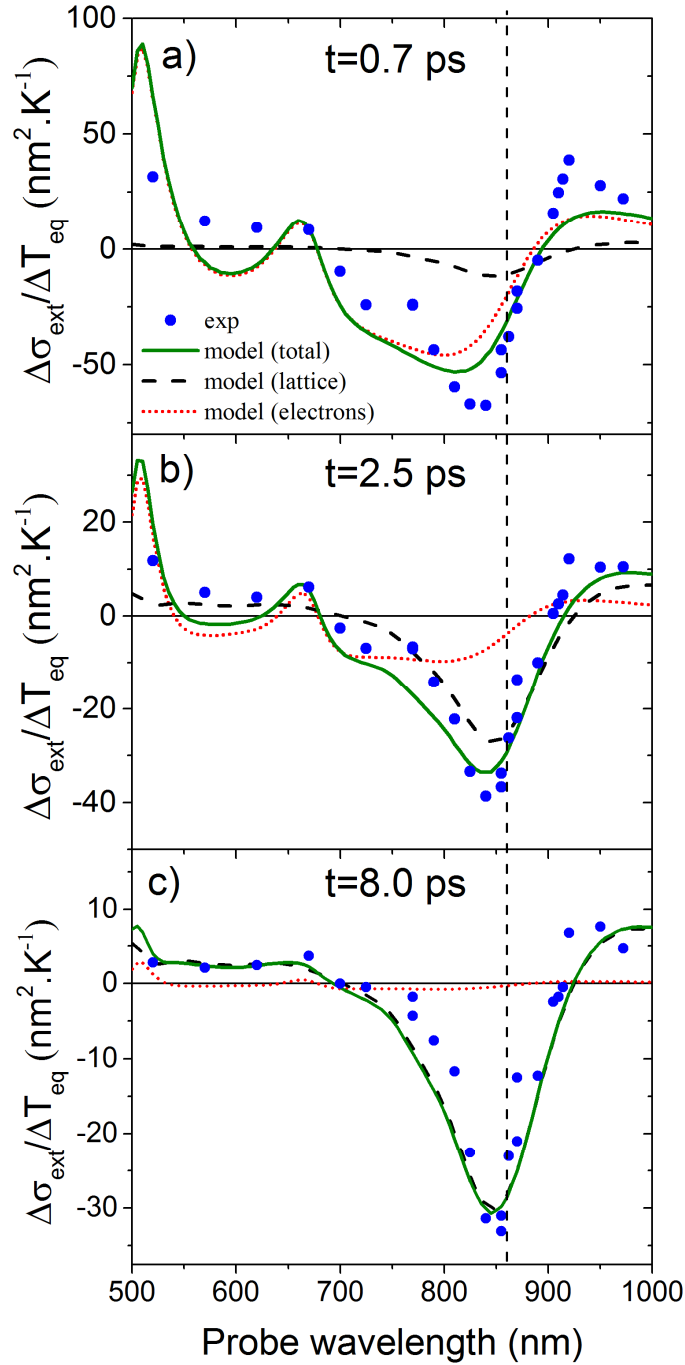 100
a)
t=0.7 ps
50
0
-50
Δσext/ΔTeq (nm².K⁻¹)
exp
model (total)
model (lattice)
model (electrons)
b)
t=2.5 ps
20
0
-20
-40
Δσext/ΔTeq (nm².K⁻¹)
c)
t=8.0 ps
10
0
-10
-20
-30
Δσext/ΔTeq (nm².K⁻¹)
500 600 700 800 900 1000
Probe wavelength (nm)